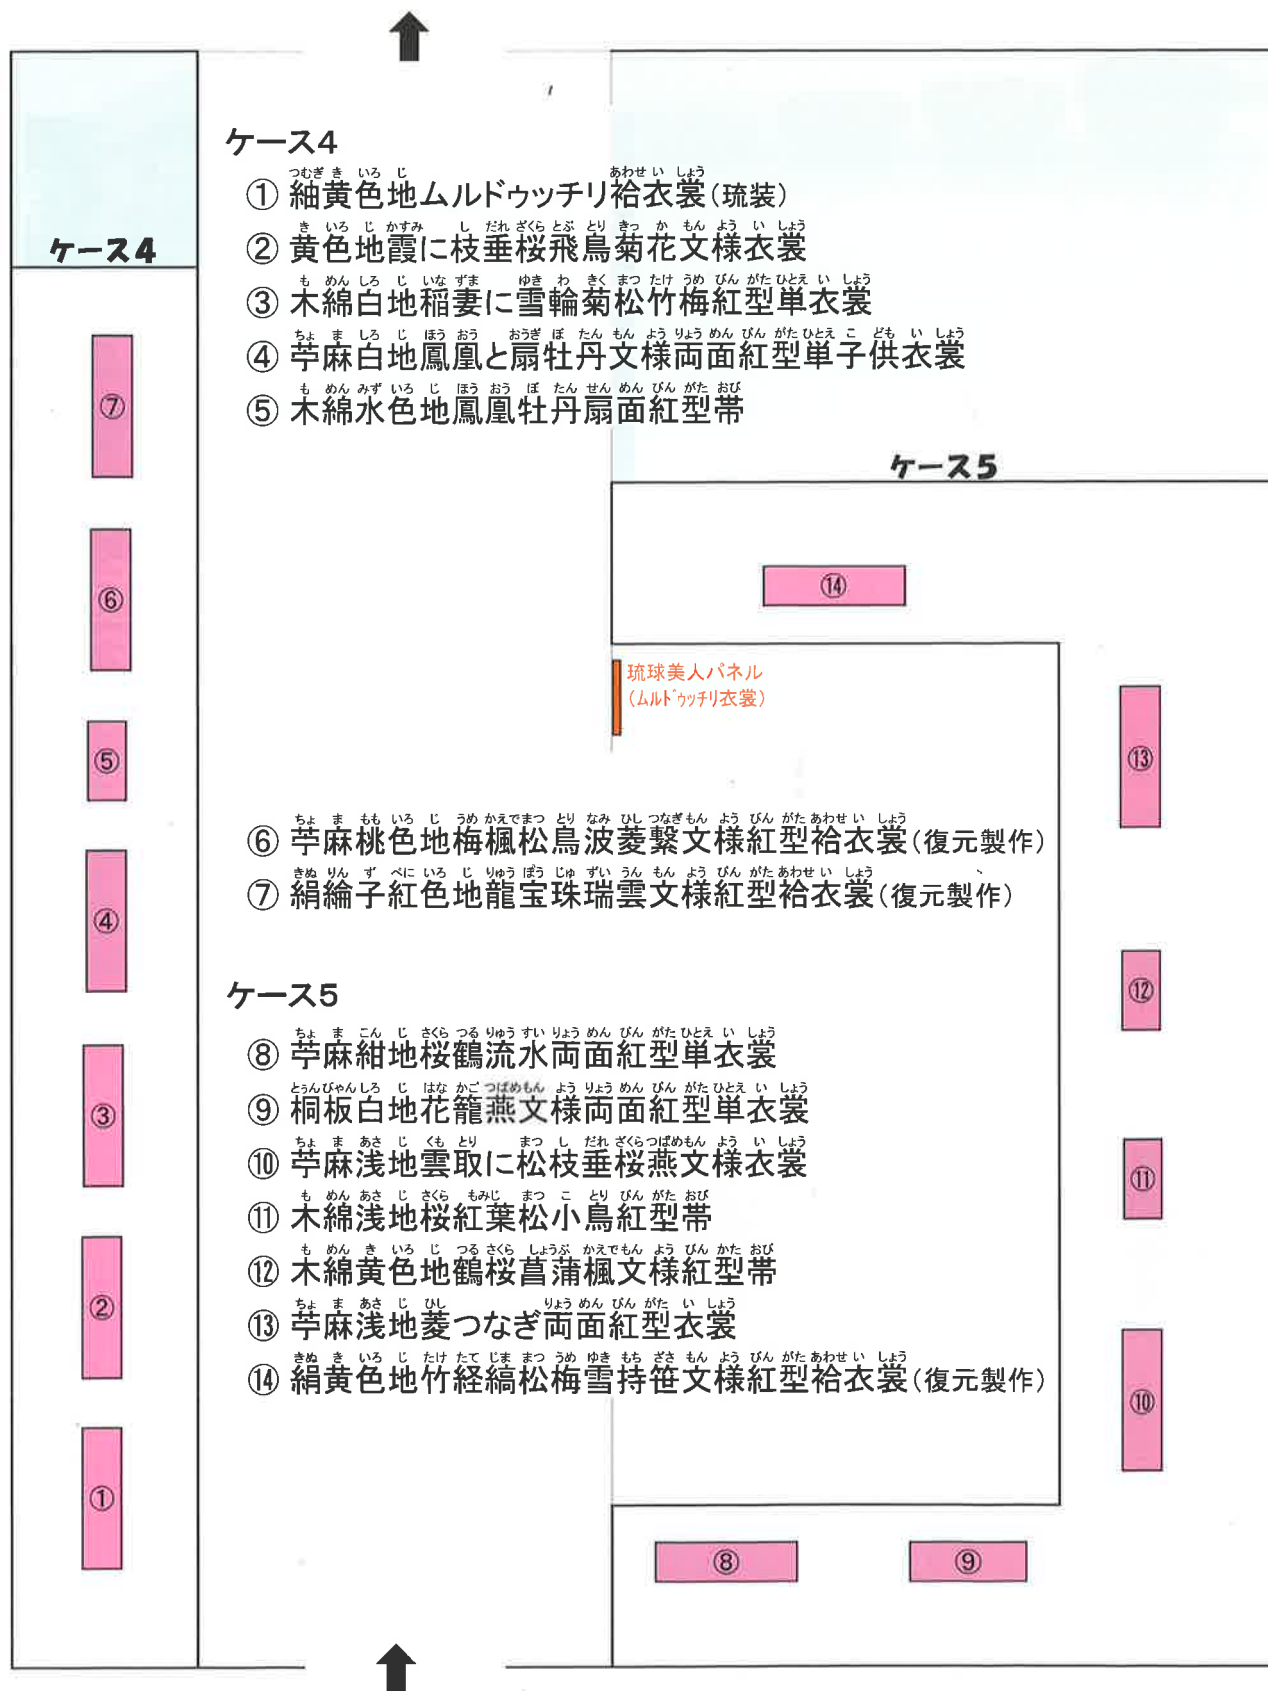 ケース4
① 紬黄色地ムルドゥッチリ袷衣裳(琉装)
② 黄色地霞に枝垂桜飛鳥菊花文様衣裳
③ 木綿白地稲妻に雪輪菊松竹梅紅型単衣裳
④ 苧麻白地鳳凰と扇牡丹文様両面紅型単子供衣裳
⑤ 木綿水色地鳳凰牡丹扇面紅型帯
⑥ 苧麻桃色地梅楓松鳥波菱繋文様紅型袷衣裳(復元製作)
⑦ 絹綸子紅色地龍宝珠瑞雲文様紅型袷衣裳(復元製作)
ケース5
⑧ 苧麻紺地桜鶴流水両面紅型単衣裳
⑨ 桐板白地花籠燕文様両面紅型単衣裳
⑩ 苧麻浅地雲取に松枝垂桜燕文様衣裳
⑪ 木綿浅地桜紅葉松小鳥紅型帯
⑫ 木綿黄色地鶴桜菖蒲楓文様紅型帯
⑬ 苧麻浅地菱つなぎ両面紅型衣裳
⑭ 絹黄色地竹経縞松梅雪持笹文様紅型袷衣裳(復元製作)
ケース4
⑦
⑥
⑤
④
③
②
①
ケース5
⑭
琉球美人パネル
(ムルドゥッチリ衣裳)
⑬
⑫
⑪
⑩
⑧
⑨